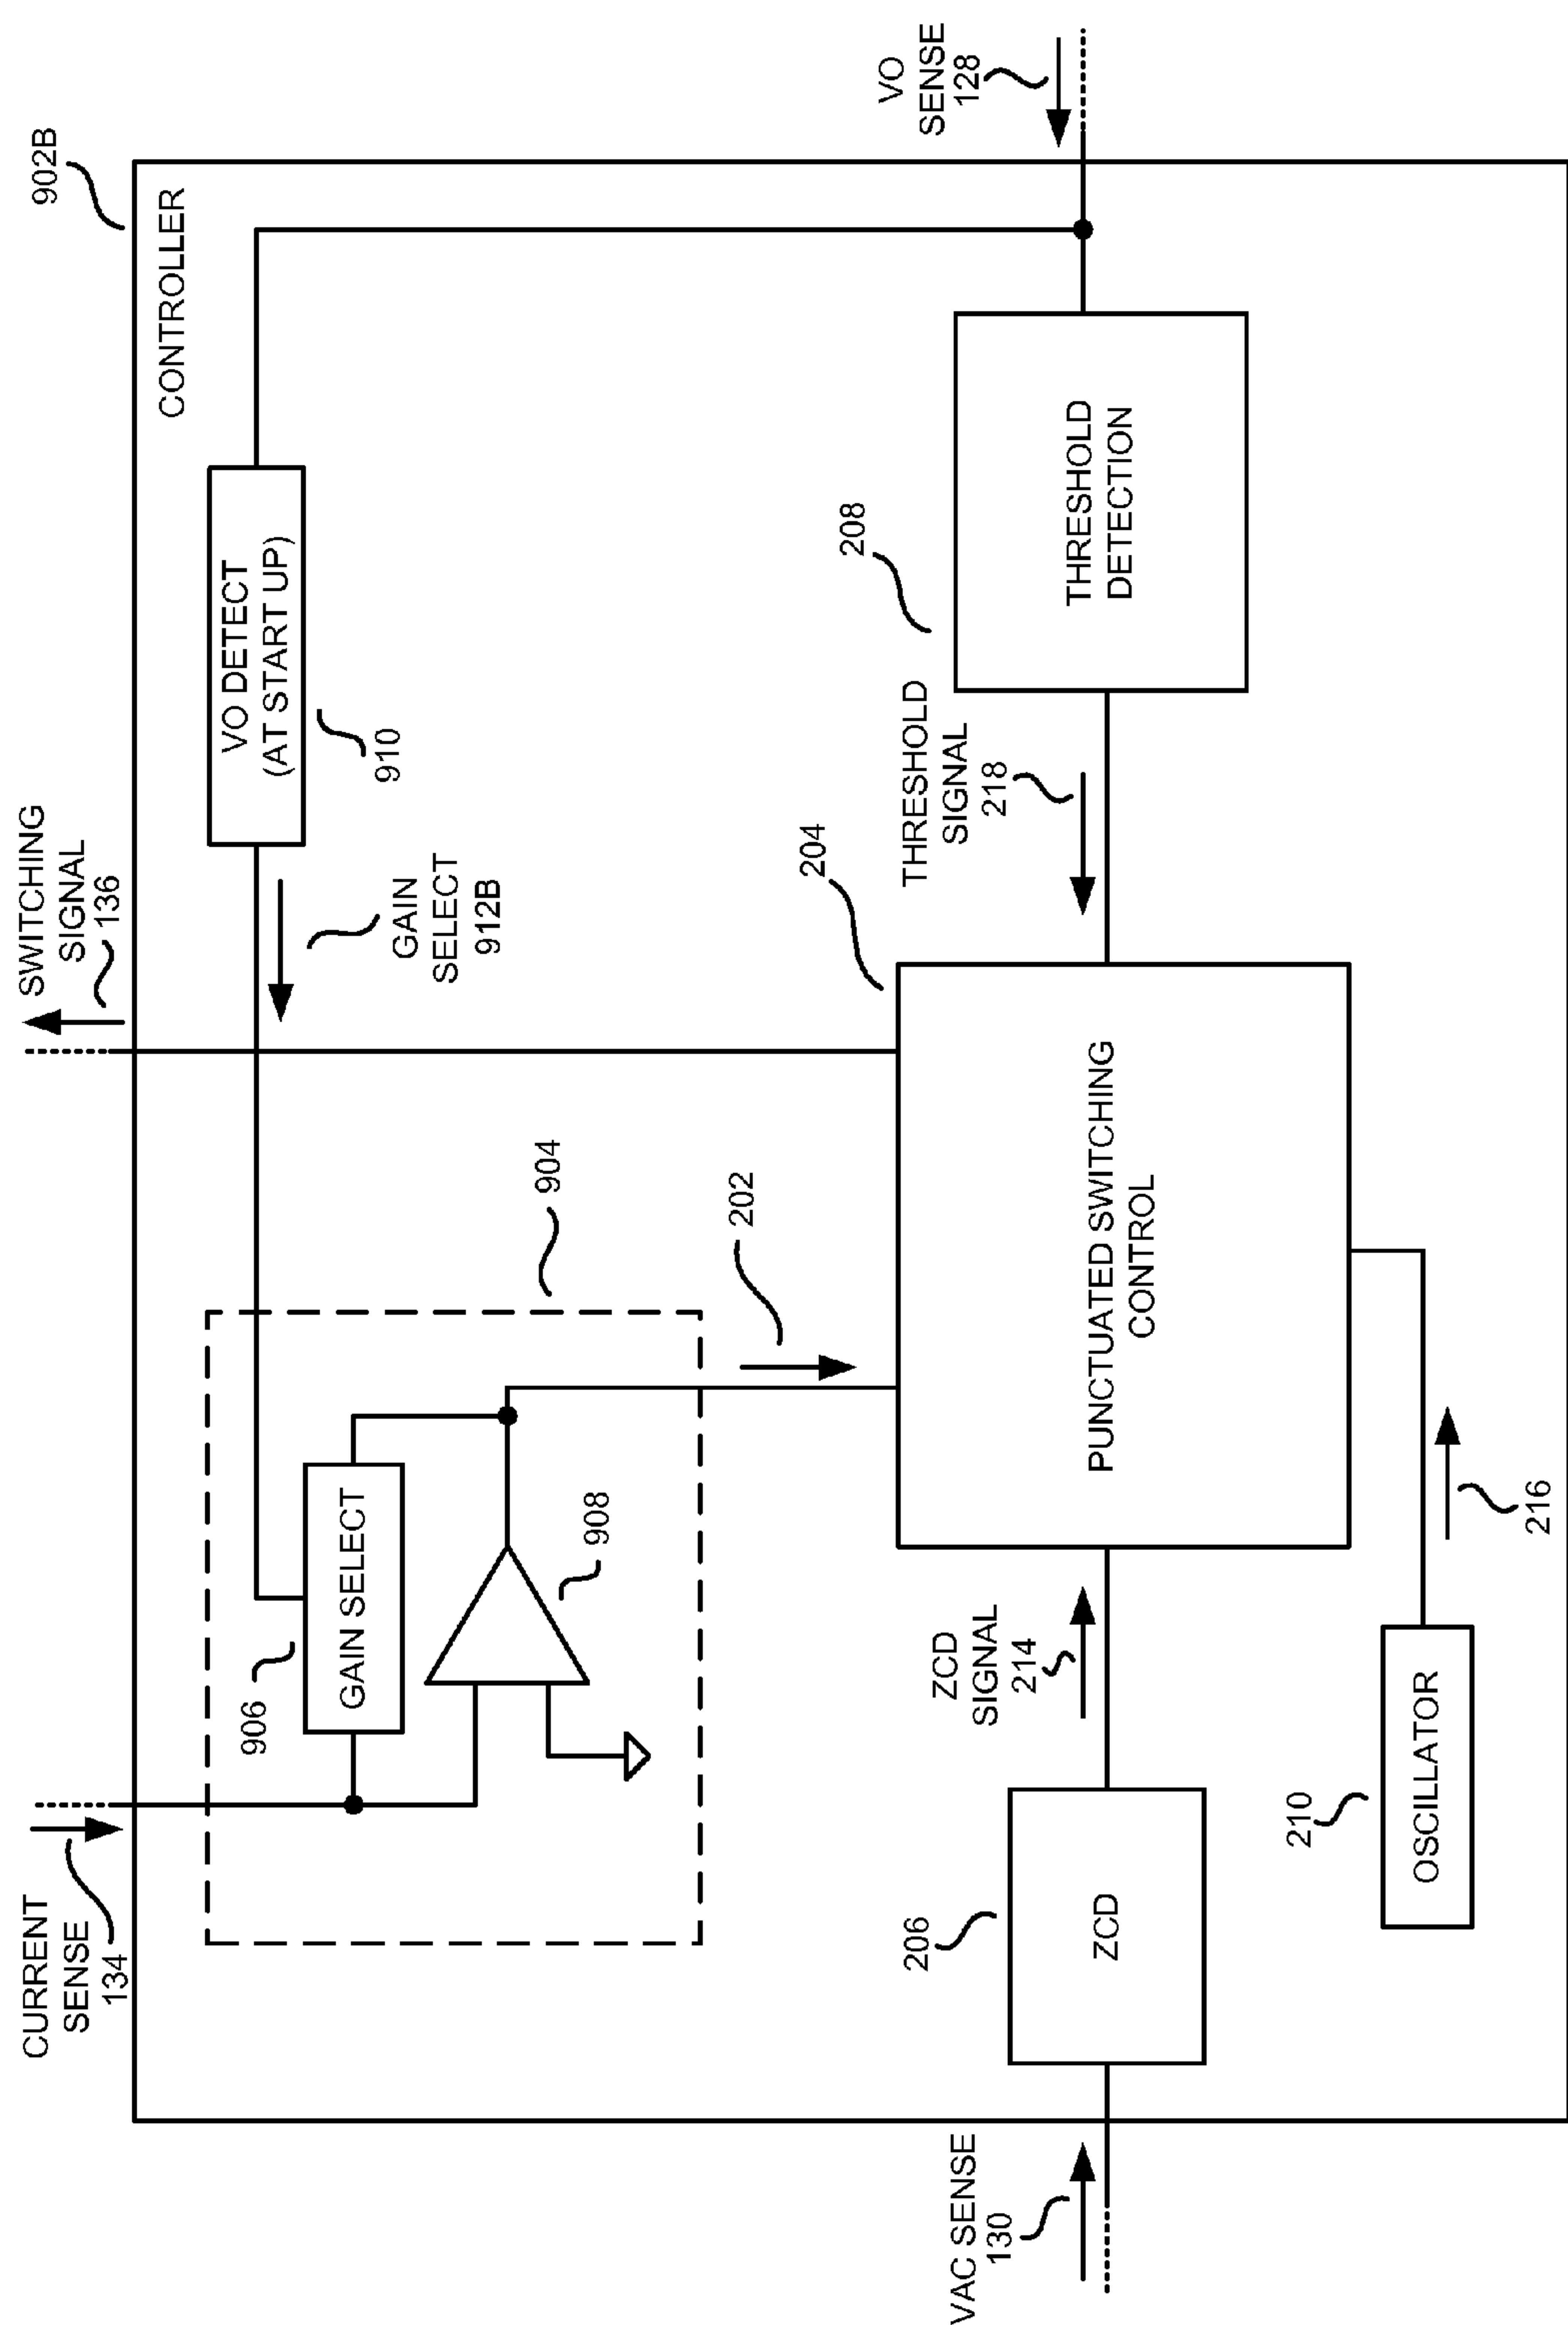 902B
CONTROLLER
CURRENT
SENSE
134
SWITCHING
SIGNAL
136
VO DETECT
(AT START UP)
910
GAIN
SELECT
912B
904
906
GAIN SELECT
908
202
VAC SENSE
130
206
ZCD
ZCD
SIGNAL
214
204
PUNCTUATED SWITCHING
CONTROL
THRESHOLD
SIGNAL
218
208
THRESHOLD
DETECTION
VO
SENSE
128
210
OSCILLATOR
216